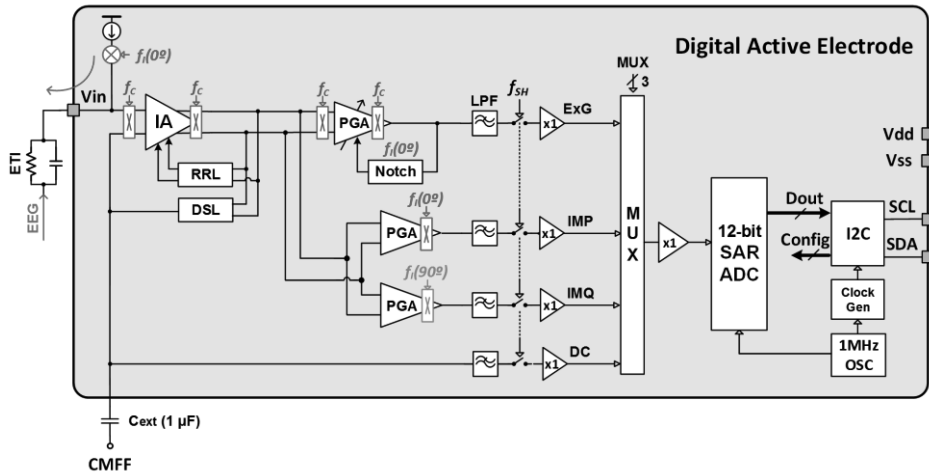 Digital Active Electrode
fI(0º)
MUX
3
Vin
fC
fC
fC
fC
LPF
fSH
ExG
IA
PGA
x1
Vdd
fI(0º)
Notch
Vss
ETI
RRL
EEG
DSL
fI(0º)
Dout
SCL
PGA
IMP
x1
MUX
x1
12-bit
SAR
ADC
I2C
Config
SDA
fI(90º)
PGA
IMQ
x1
Clock
Gen
DC
x1
1MHz
OSC
Cext (1 µF)
CMFF